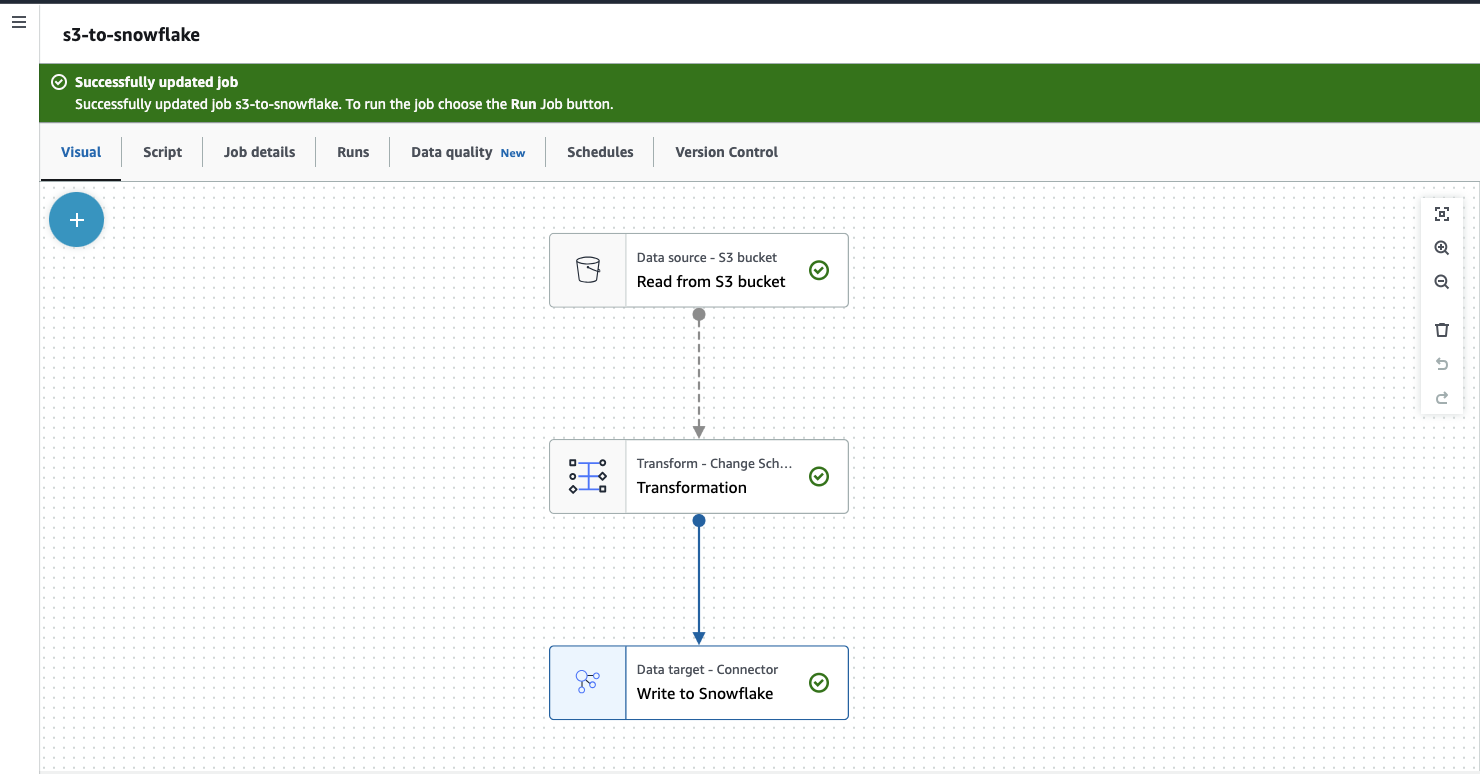 s3-to-snowflake
Successfully updated job
Successfully updated job s3-to-snowflake. To run the job choose the Run Job button.
Visual Script Job details Runs Data quality New Schedules Version Control
Data source - S3 bucket
Read from S3 bucket
Transform - Change Sch...
Transformation
Data target - Connector
Write to Snowflake